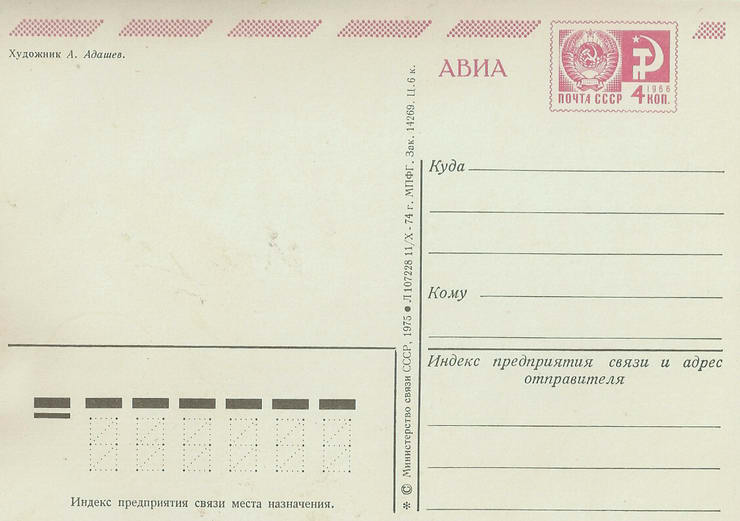 Художник А. Адашев.
АВИА
1966
ПОЧТА СССР 4 КОП.
* © Министерство связи СССР, 1975 ● Л 107228 11/X - 74 г. МПФГ. Зак. 14269. Ц. 6 к.
Куда
Кому
Индекс предприятия связи и адрес
отправителя
Индекс предприятия связи места назначения.